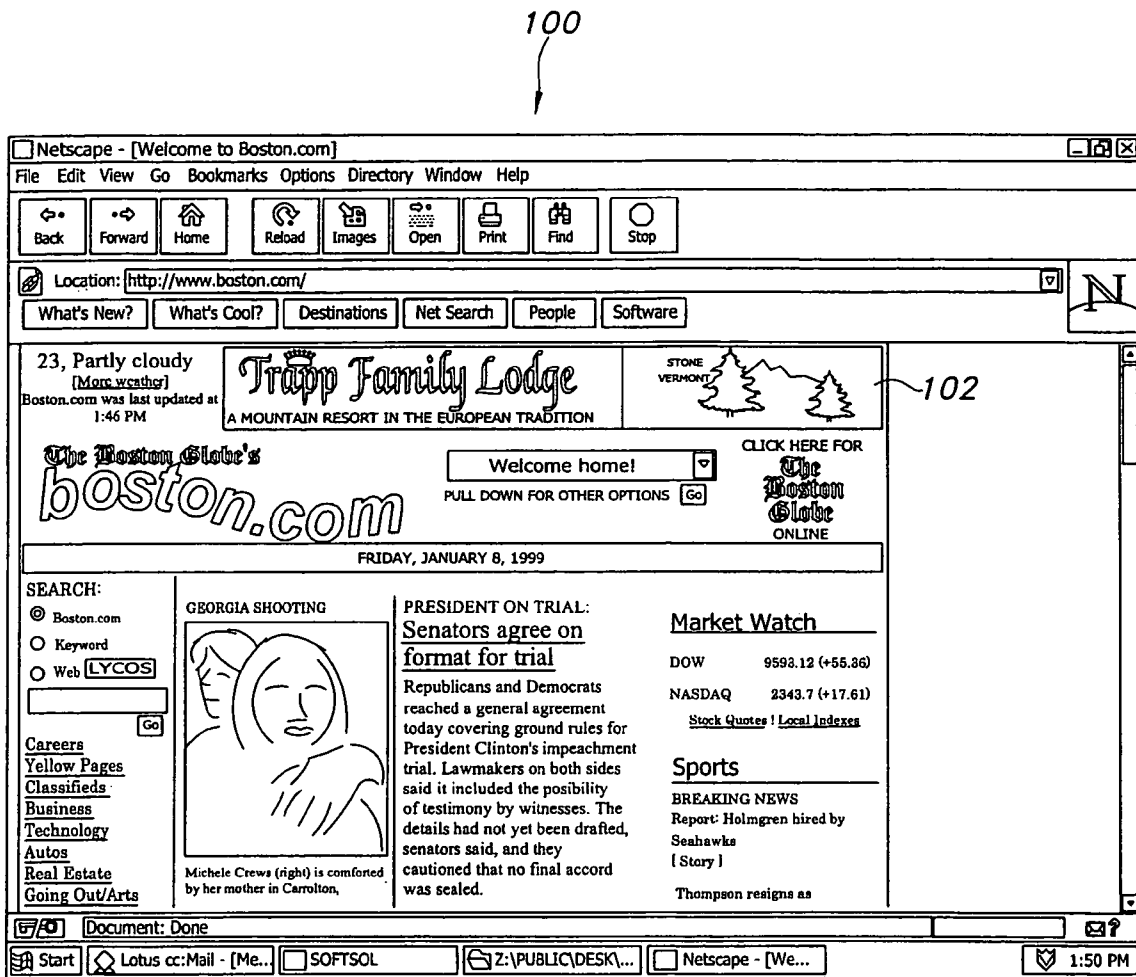 100
Netscape - [Welcome to Boston.com]
File Edit View Go Bookmarks Options Directory Window Help
Back Forward Home Reload Images Open Print Find Stop
Location: http://www.boston.com/
N
What's New? What's Cool? Destinations Net Search People Software
23, Partly cloudy
[More weather]
Boston.com was last updated at
1:46 PM
Trapp Family Lodge
A MOUNTAIN RESORT IN THE EUROPEAN TRADITION
STONE
VERMONT
102
The Boston Globe's
boston.com
Welcome home!
PULL DOWN FOR OTHER OPTIONS Go
CLICK HERE FOR
The
Boston
Globe
ONLINE
FRIDAY, JANUARY 8, 1999
SEARCH:
Boston.com
Keyword
Web LYCOS
Go
Careers
Yellow Pages
Classifieds
Business
Technology
Autos
Real Estate
Going Out/Arts
GEORGIA SHOOTING
Michele Crews (right) is comforted
by her mother in Carrolton,
PRESIDENT ON TRIAL:
Senators agree on
format for trial
Republicans and Democrats
reached a general agreement
today covering ground rules for
President Clinton's impeachment
trial. Lawmakers on both sides
said it included the posibility
of testimony by witnesses. The
details had not yet been drafted,
senators said, and they
cautioned that no final accord
was sealed.
Market Watch
DOW 9593.12 (+55.36)
NASDAQ 2343.7 (+17.61)
Stock Quotes ! Local Indexes
Sports
BREAKING NEWS
Report: Holmgren hired by
Seahawks
[ Story ]
Thompson resigns as
Document: Done
?
Start Lotus cc:Mail - [Me... SOFTSOL Z:\PUBLIC\DESK\... Netscape - [We... 1:50 PM